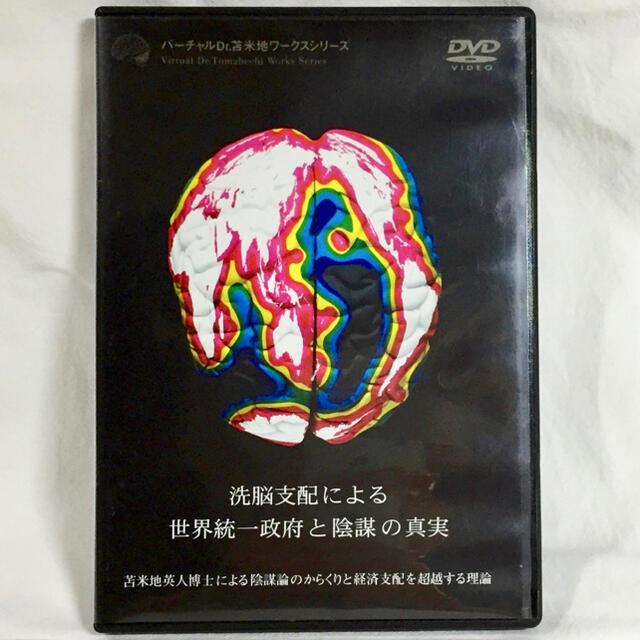 バーチャルDr.苫米地ワークスシリーズ
Virtual Dr.Tomabechi Works Series
DVD
VIDEO
洗脳支配による
世界統一政府と陰謀の真実
苫米地英人博士による陰謀論のからくりと経済支配を超越する理論